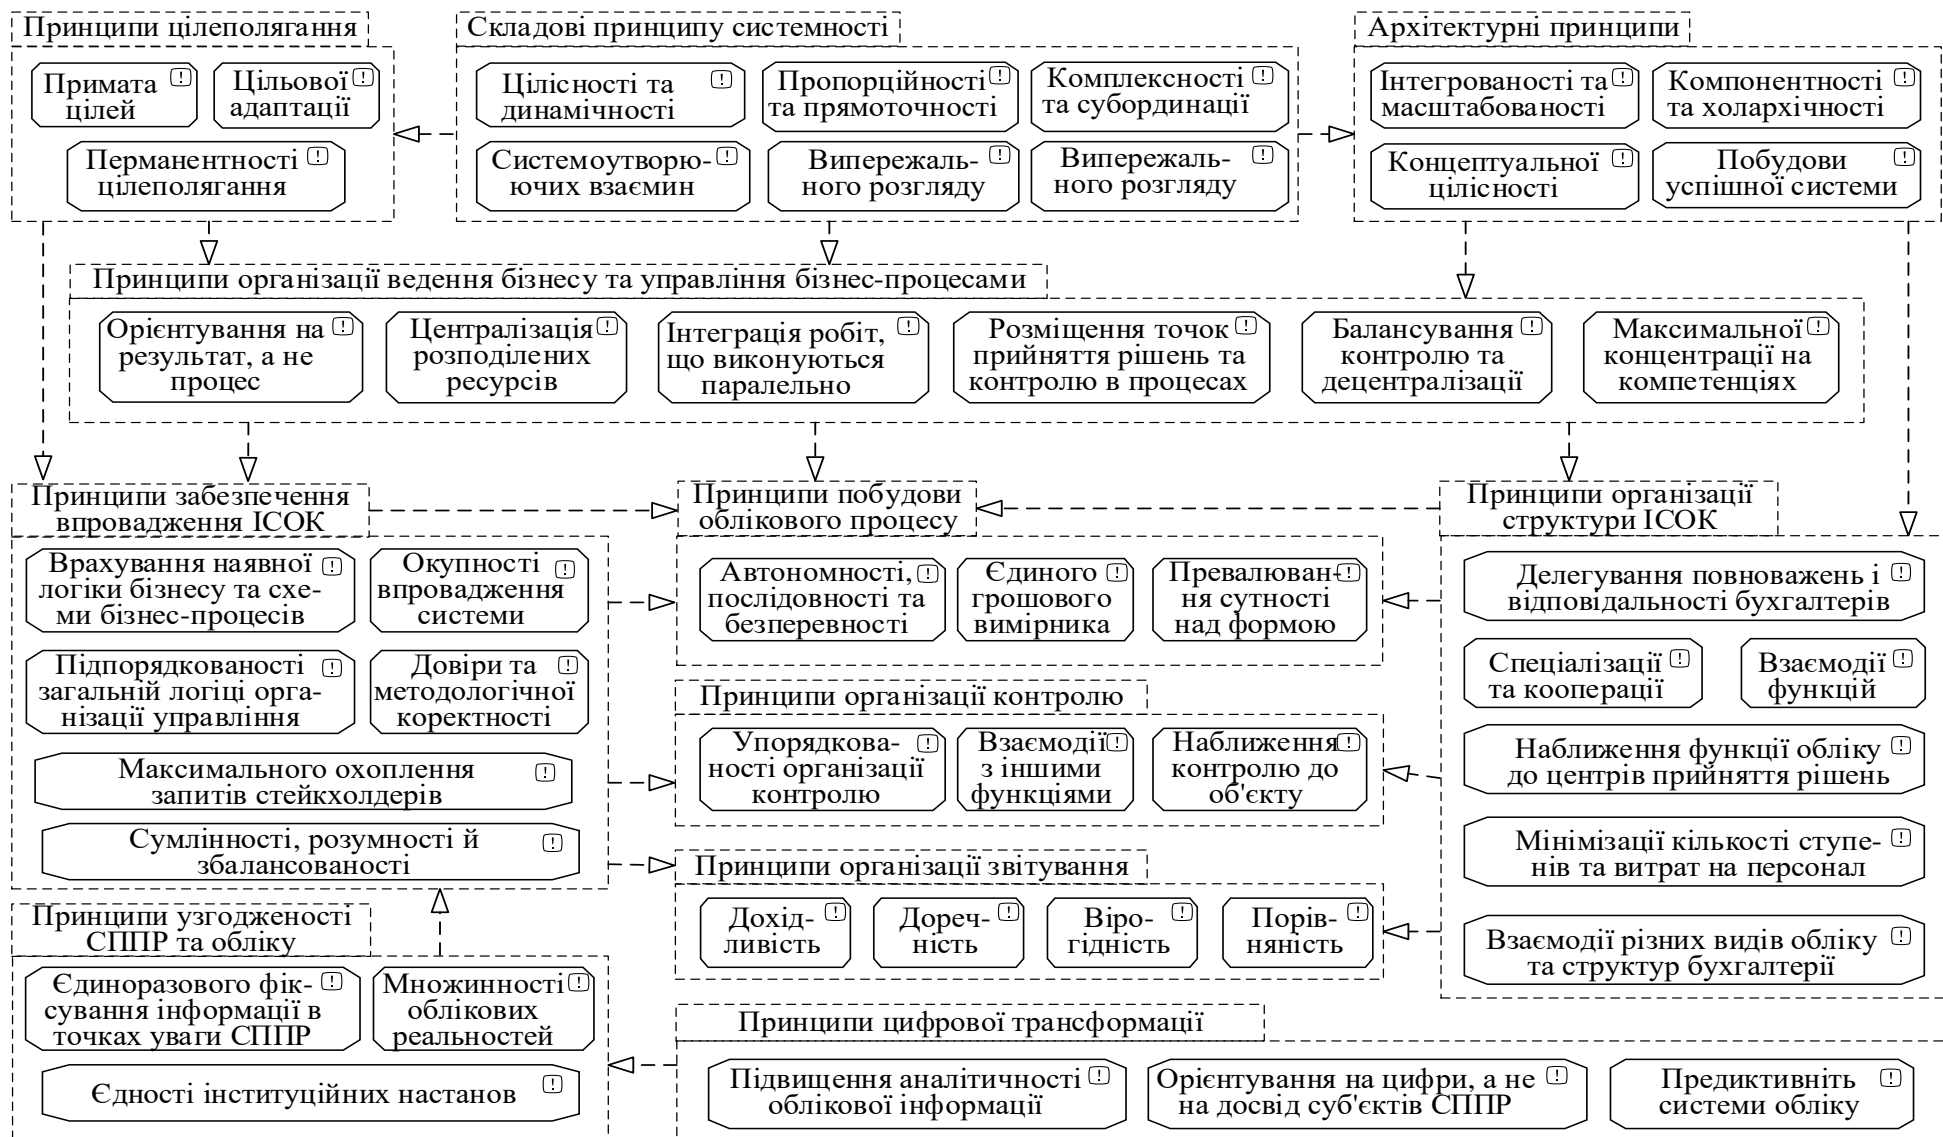 Принципи цілеполягання
Примата
цілей
Цільової
адаптації
Перманентності
цілеполягання
Складові принципу системності
Цілісності та
динамічності
Пропорційності
та прямоточності
Комплексності
та субординації
Системоутворю-
ючих взаємин
Випережаль-
ного розгляду
Випережаль-
ного розгляду
Архітектурні принципи
Інтегрованості та
масштабованості
Компонентності
та холархічності
Концептуальної
цілісності
Побудови
успішної системи
Принципи організації ведення бізнесу та управління бізнес-процесами
Орієнтування на
результат, а не
процес
Централізація
розподілених
ресурсів
Інтеграція робіт,
що виконуються
паралельно
Розміщення точок
прийняття рішень та
контролю в процесах
Балансування
контролю та
децентралізації
Максимальної
концентрації на
компетенціях
Принципи забезпечення
впровадження ІСОК
Врахування наявної
логіки бізнесу та схе-
ми бізнес-процесів
Окупності
впровадження
системи
Підпорядкованості
загальній логіці орга-
нізації управління
Довіри та
методологічної
коректності
Максимального охоплення
запитів стейкхолдерів
Сумлінності, розумності й
збалансованості
Принципи побудови
облікового процесу
Автономності,
послідовності та
безперевності
Єдиного
грошового
вимірника
Превалюван-
ня сутності
над формою
Принципи організації контролю
Упорядкова-
ності організації
контролю
Взаємодії
з іншими
функціями
Наближення
контролю до
об'єкту
Принципи організації звітування
Дохід-
ливість
Дореч-
ність
Віро-
гідність
Порів-
няність
Принципи організації
структури ІСОК
Делегування повноважень і
відповідальності бухгалтерів
Спеціалізації
та кооперації
Взаємодії
функцій
Наближення функції обліку
до центрів прийняття рішень
Мінімізації кількості ступе-
нів та витрат на персонал
Взаємодії різних видів обліку
та структур бухгалтерії
Принципи узгодженості
СППР та обліку
Єдиноразового фік-
сування інформації в
точках уваги СППР
Множинності
облікових
реальностей
Єдності інституційних настанов
Принципи цифрової трансформації
Підвищення аналітичності
облікової інформації
Орієнтування на цифри, а не
на досвід суб'єктів СППР
Предиктивніть
системи обліку